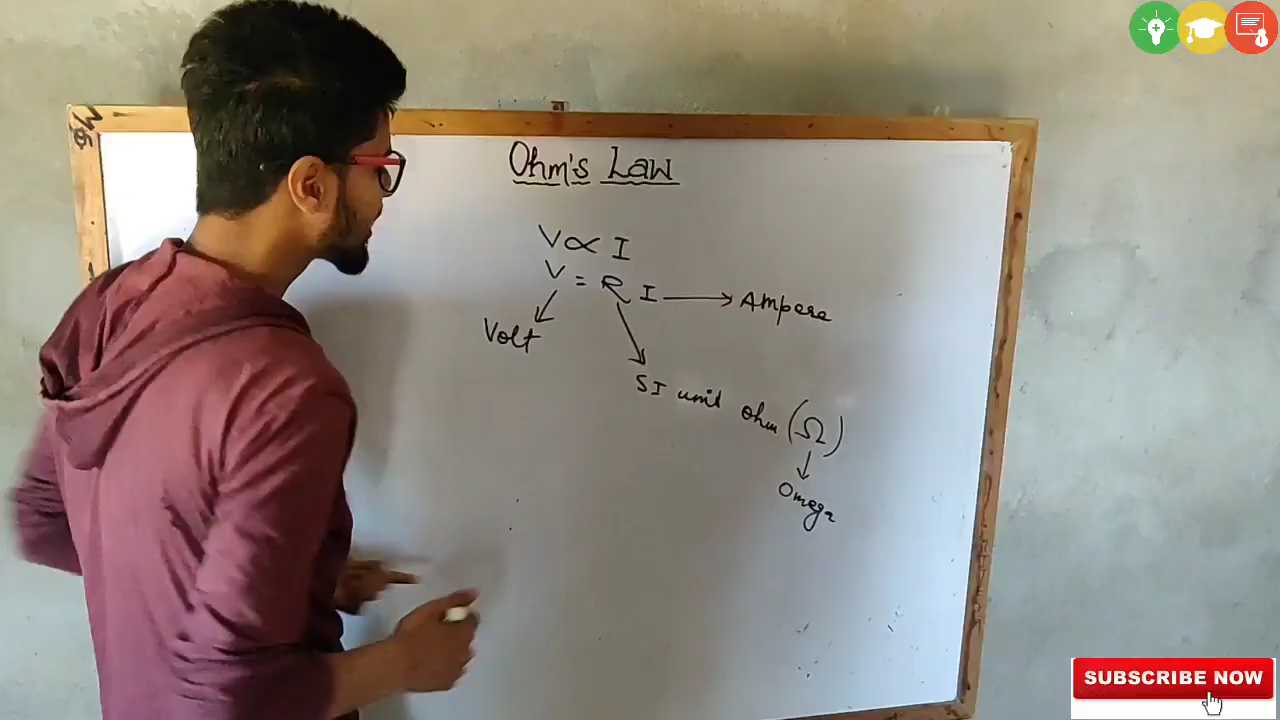 Ohm's Law
V ∝ I
V = R I → Ampere
Volt
SI unit ohm (Ω)
Omega
SUBSCRIBE NOW